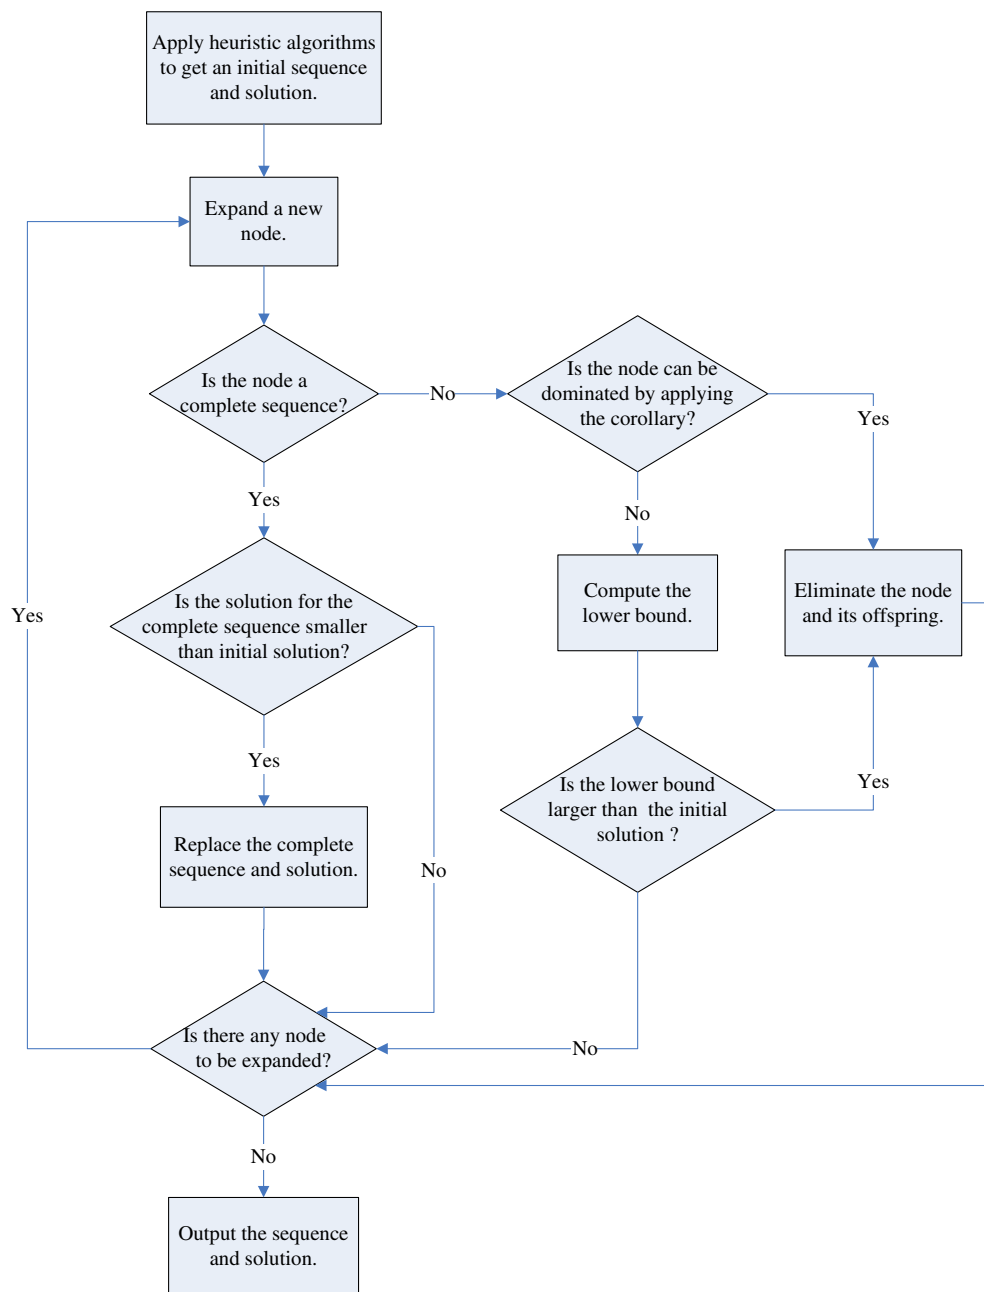 Apply heuristic algorithms
to get an initial sequence
and solution.
Expand a new
node.
Is the node a
complete sequence?
No
Is the node can be
dominated by applying
the corollary?
Yes
Yes
No
Is the solution for the
complete sequence smaller
than initial solution?
Compute the
lower bound.
Eliminate the node
and its offspring.
Yes
Yes
Is the lower bound
larger than the initial
solution ?
Yes
Replace the complete
sequence and solution.
No
Is there any node
to be expanded?
No
No
Output the sequence
and solution.